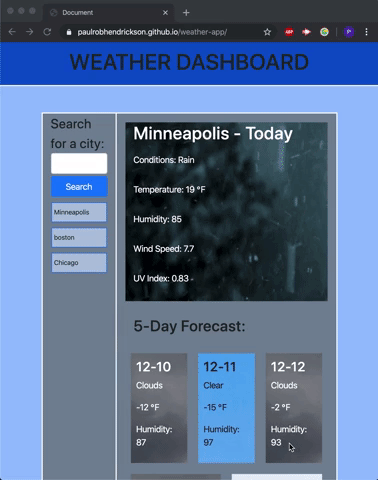 Document
paulrobhendrickson.github.io/weather-app/
ABP
P
WEATHER DASHBOARD
Search
for a city:
Search
Minneapolis
boston
Chicago
Minneapolis - Today
Conditions: Rain
Temperature: 19 °F
Humidity: 85
Wind Speed: 7.7
UV Index: 0.83
5-Day Forecast:
12-10
Clouds
-12 °F
Humidity:
87
12-11
Clear
-15 °F
Humidity:
97
12-12
Clouds
-2 °F
Humidity:
93